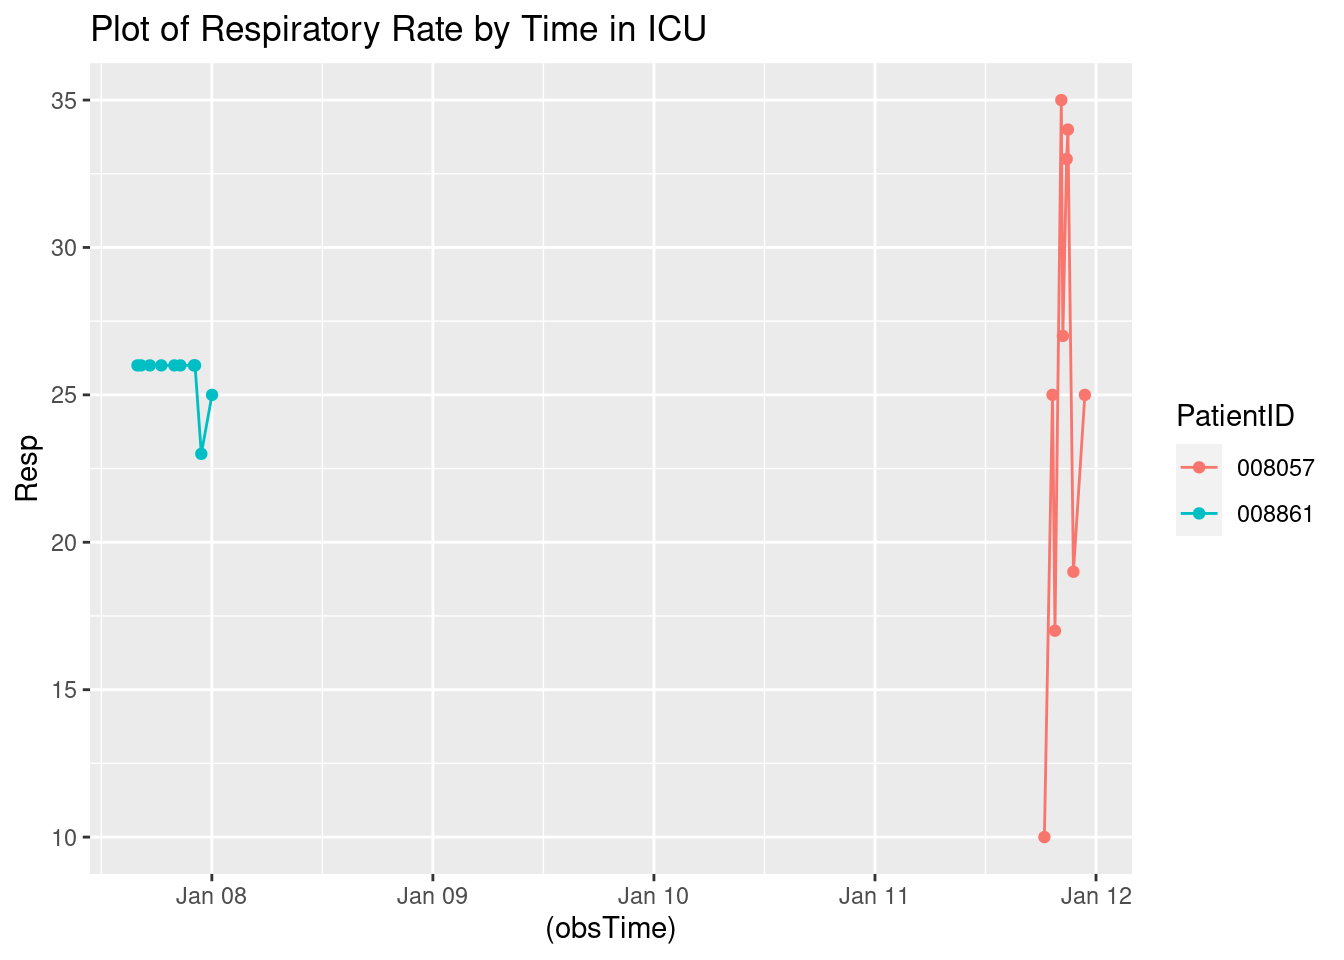 Plot of Respiratory Rate by Time in ICU
35
30
25
20
15
10
Resp
Jan 08
Jan 09
Jan 10
Jan 11
Jan 12
(obsTime)
PatientID
008057
008861